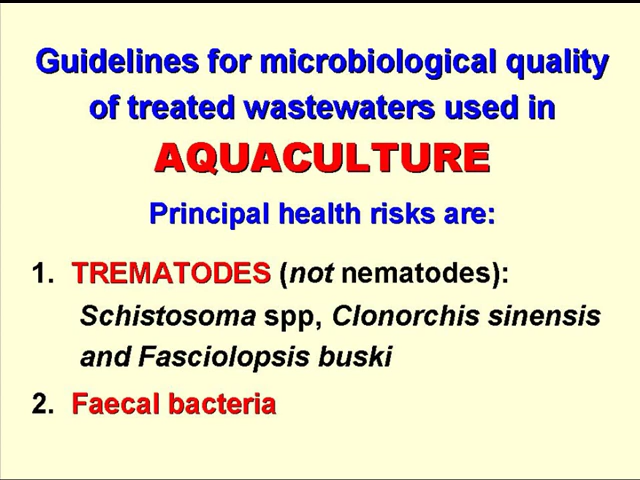 Guidelines for microbiological quality
of treated wastewaters used in
AQUACULTURE
Principal health risks are:
1. TREMATODES (not nematodes):
Schistosoma spp, Clonorchis sinensis
and Fasciolopsis buski
2. Faecal bacteria